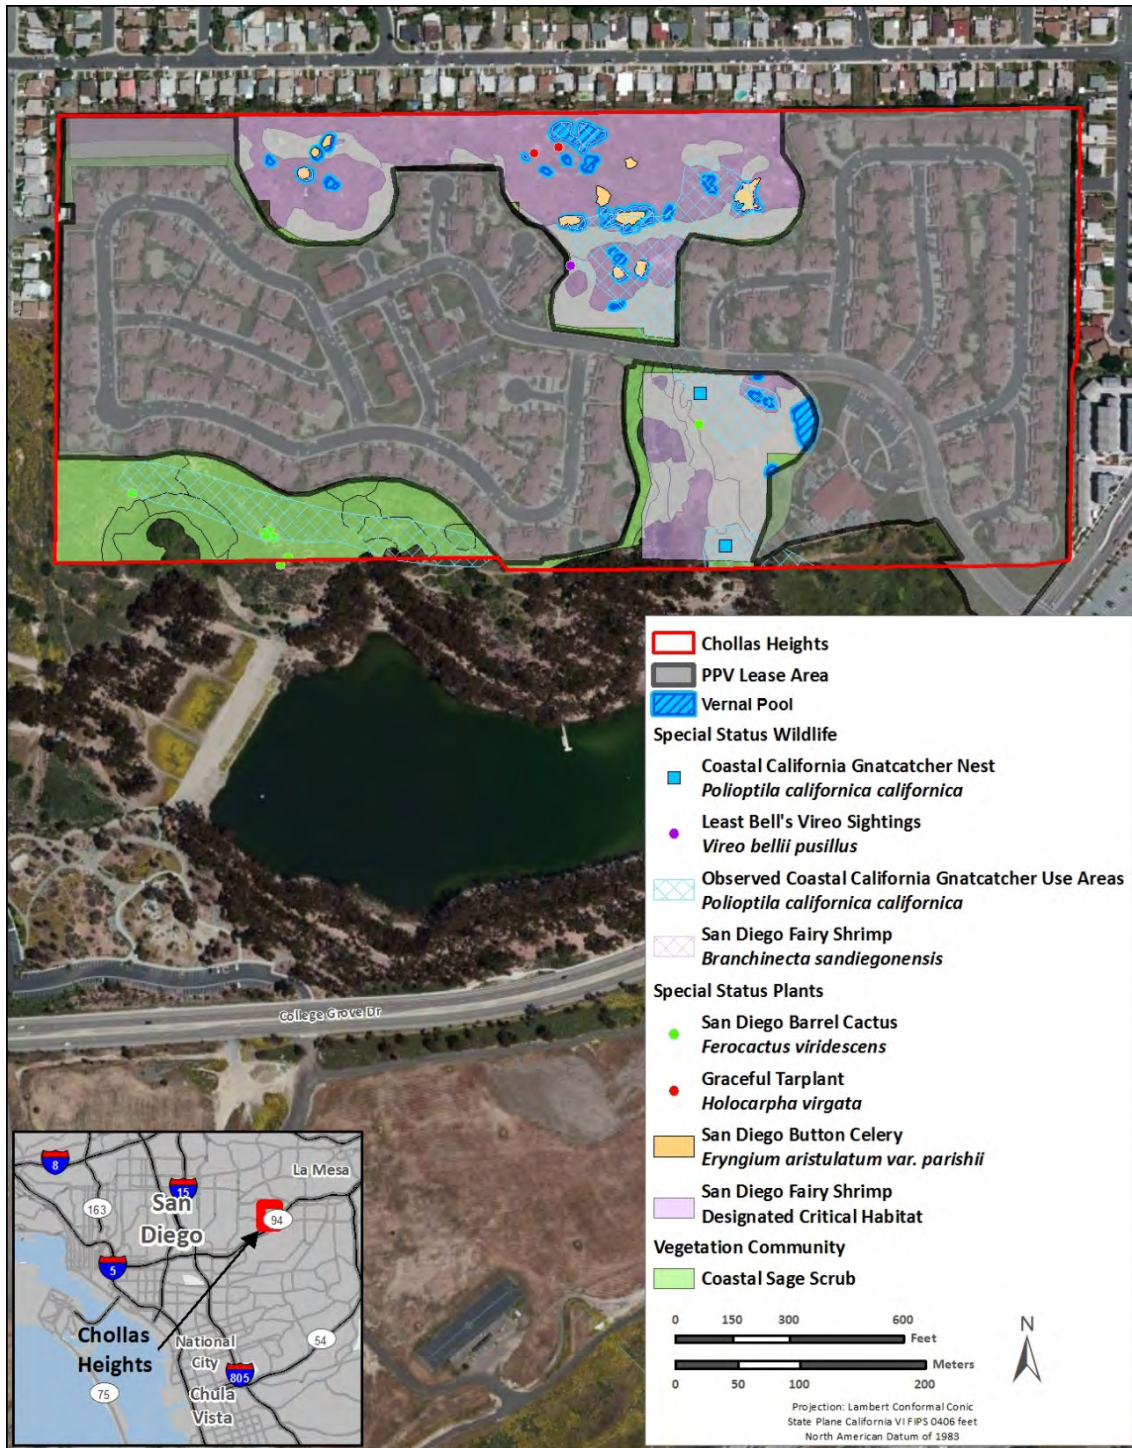 College Grove Dr
Chollas Heights
PPV Lease Area
Vernal Pool
Special Status Wildlife
Coastal California Gnatcatcher Nest
Polioptila californica californica
Least Bell's Vireo Sightings
Vireo bellii pusillus
Observed Coastal California Gnatcatcher Use Areas
Polioptila californica californica
San Diego Fairy Shrimp
Branchinecta sandiegonensis
Special Status Plants
San Diego Barrel Cactus
Ferocactus viridescens
Graceful Tarplant
Holocarpha virgata
San Diego Button Celery
Eryngium aristulatum var. parishii
San Diego Fairy Shrimp
Designated Critical Habitat
Vegetation Community
Coastal Sage Scrub
0 150 300 600
Feet
Meters
0 50 100 200
N
Projection: Lambert Conformal Conic
State Plane California VI FIPS 0406 feet
North American Datum of 1983
8
La Mesa
15
163
San
Diego
94
5
Chollas
Heights
National
City
54
805
75
Chula
Vista